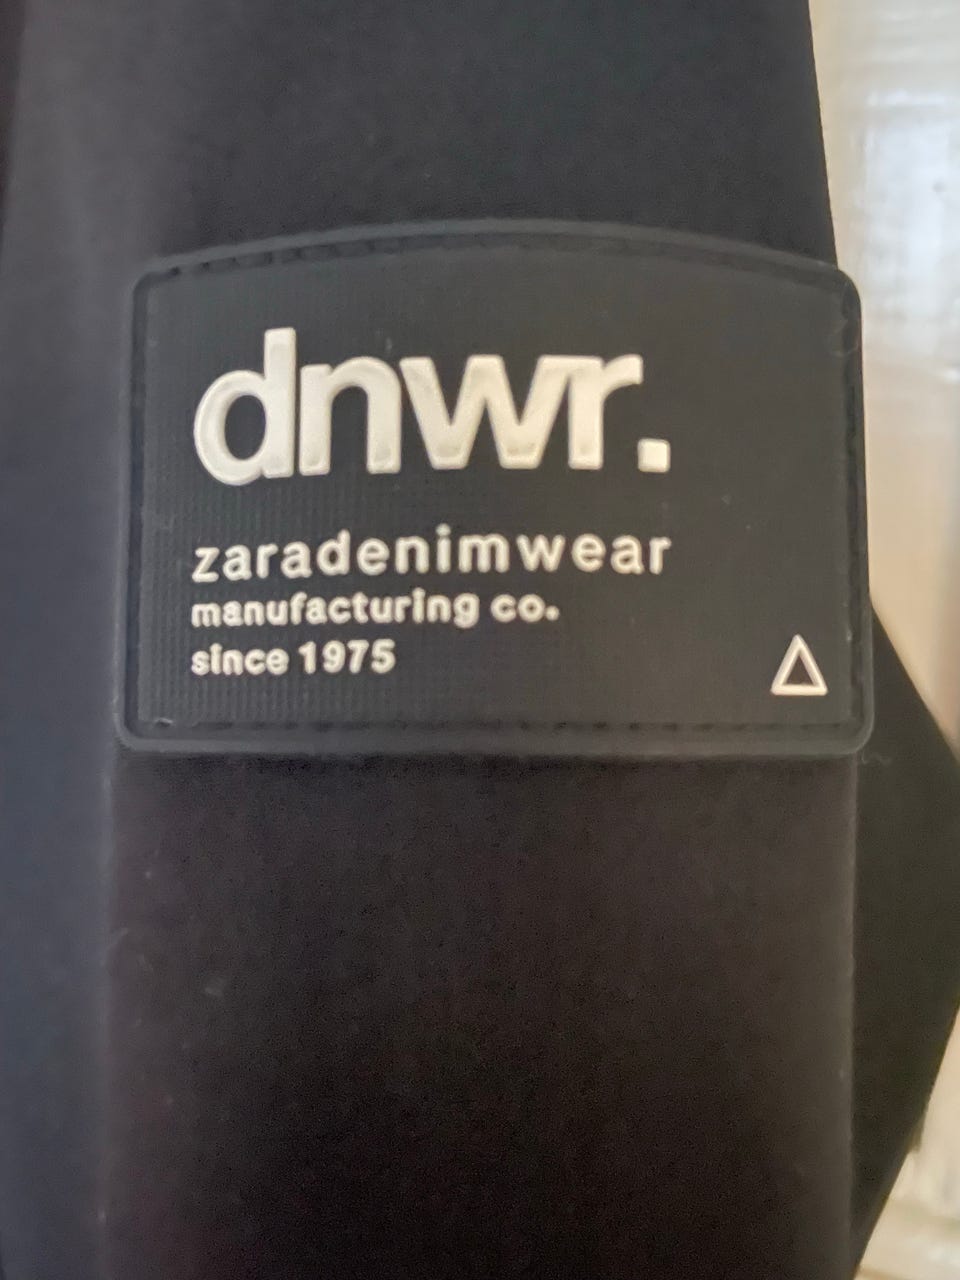 dnwr.
zaradenimwear
manufacturing co.
since 1975